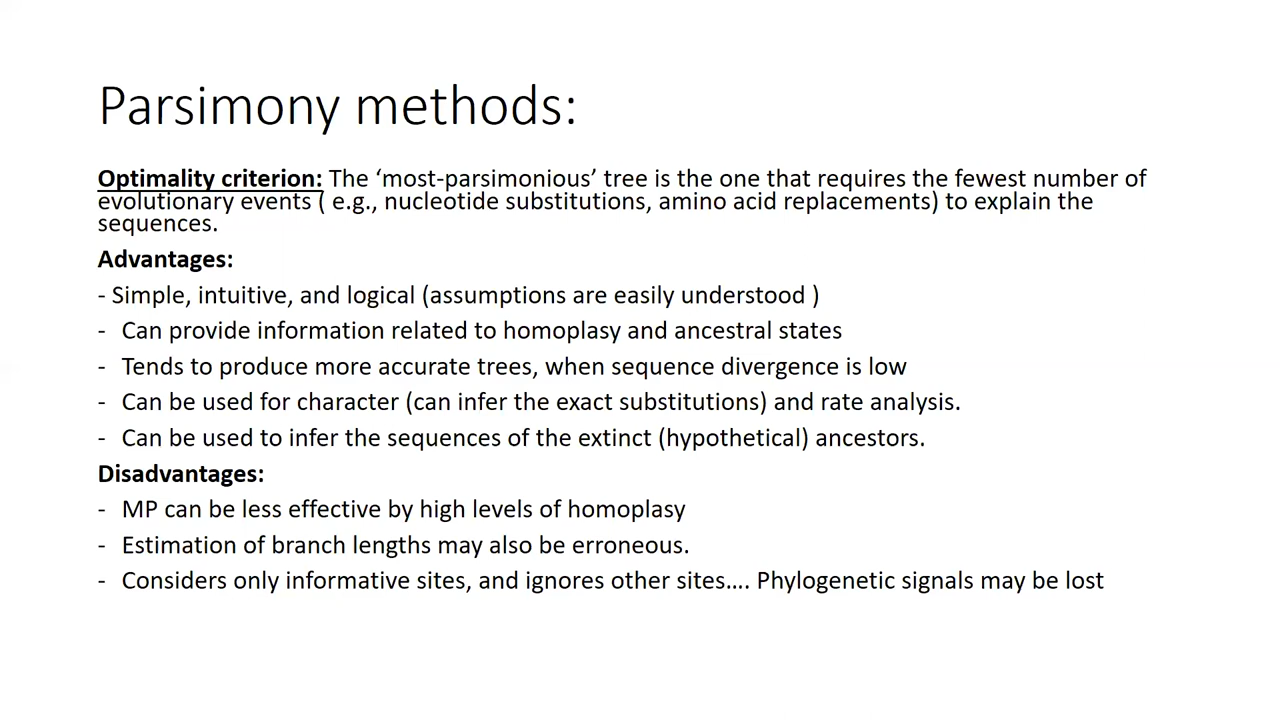 Parsimony methods:
Optimality criterion: The ‘most-parsimonious’ tree is the one that requires the fewest number of
evolutionary events ( e.g., nucleotide substitutions, amino acid replacements) to explain the
sequences.
Advantages:
- Simple, intuitive, and logical (assumptions are easily understood )
- Can provide information related to homoplasy and ancestral states
- Tends to produce more accurate trees, when sequence divergence is low
- Can be used for character (can infer the exact substitutions) and rate analysis.
- Can be used to infer the sequences of the extinct (hypothetical) ancestors.
Disadvantages:
- MP can be less effective by high levels of homoplasy
- Estimation of branch lengths may also be erroneous.
- Considers only informative sites, and ignores other sites…. Phylogenetic signals may be lost